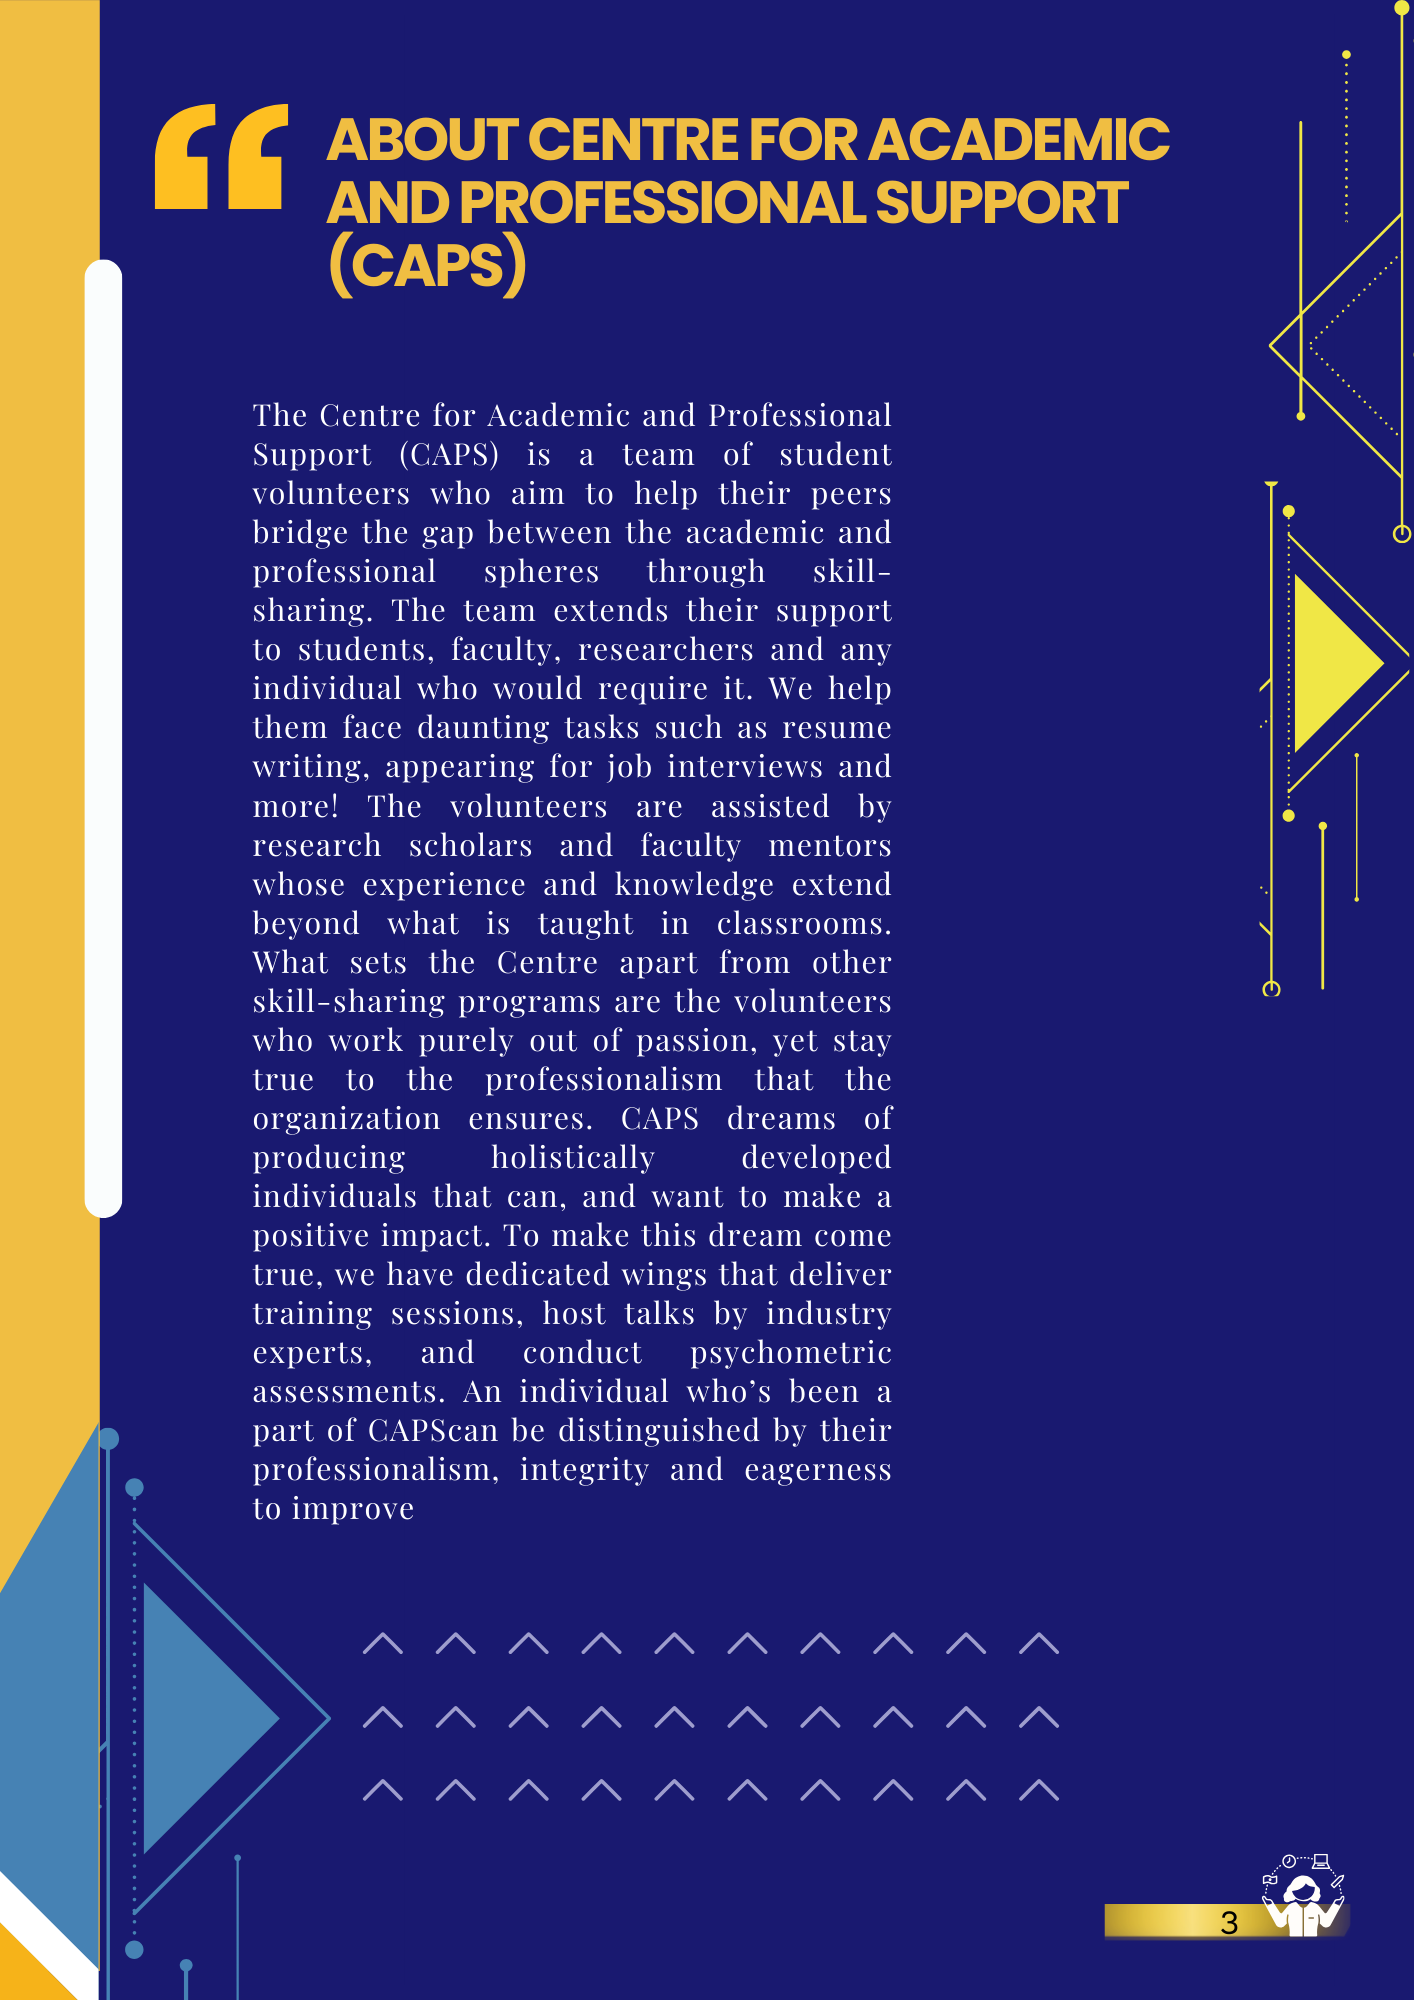 “
ABOUT CENTRE FOR ACADEMIC
AND PROFESSIONAL SUPPORT
(CAPS)
The Centre for Academic and Professional
Support (CAPS) is a team of student
volunteers who aim to help their peers
bridge the gap between the academic and
professional spheres through skill-
sharing. The team extends their support
to students, faculty, researchers and any
individual who would require it. We help
them face daunting tasks such as resume
writing, appearing for job interviews and
more! The volunteers are assisted by
research scholars and faculty mentors
whose experience and knowledge extend
beyond what is taught in classrooms.
What sets the Centre apart from other
skill-sharing programs are the volunteers
who work purely out of passion, yet stay
true to the professionalism that the
organization ensures. CAPS dreams of
producing holistically developed
individuals that can, and want to make a
positive impact. To make this dream come
true, we have dedicated wings that deliver
training sessions, host talks by industry
experts, and conduct psychometric
assessments. An individual who’s been a
part of CAPScan be distinguished by their
professionalism, integrity and eagerness
to improve
3